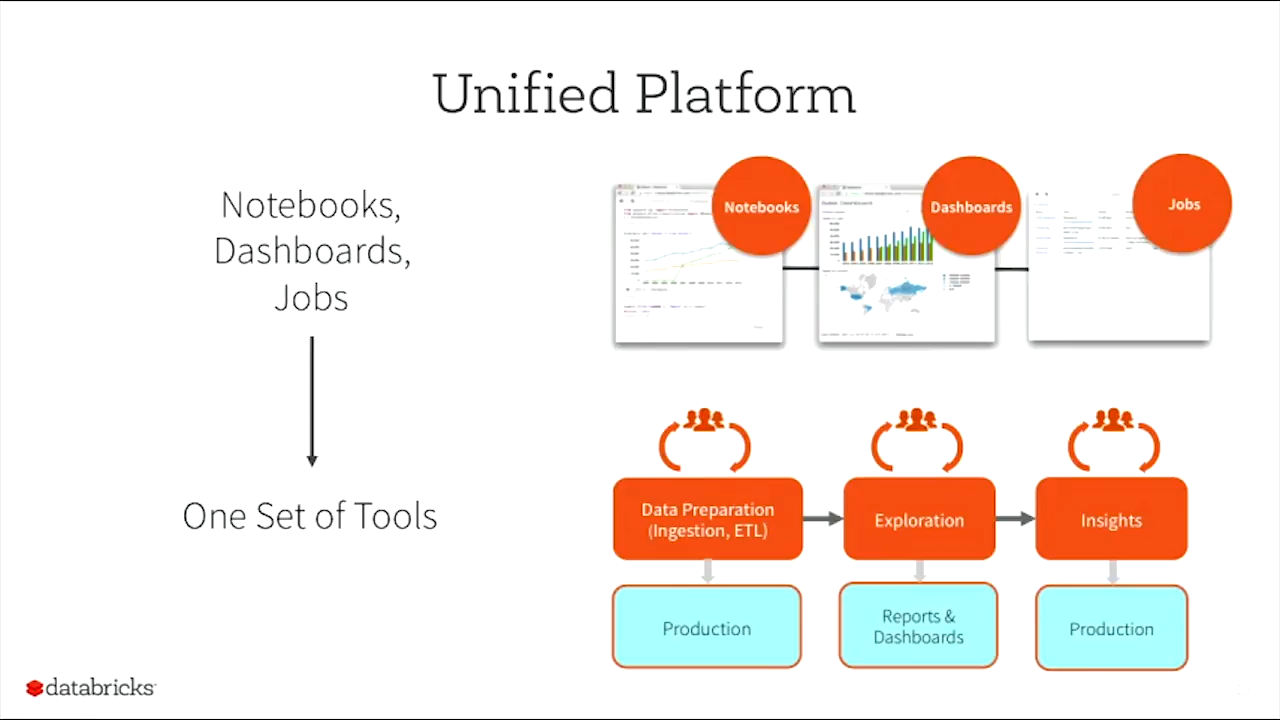 Unified Platform
Notebooks,
Dashboards,
Jobs
One Set of Tools
Notebooks
Dashboards
Jobs
Data Preparation
(Ingestion, ETL)
Exploration
Insights
Production
Reports &
Dashboards
Production
databricks